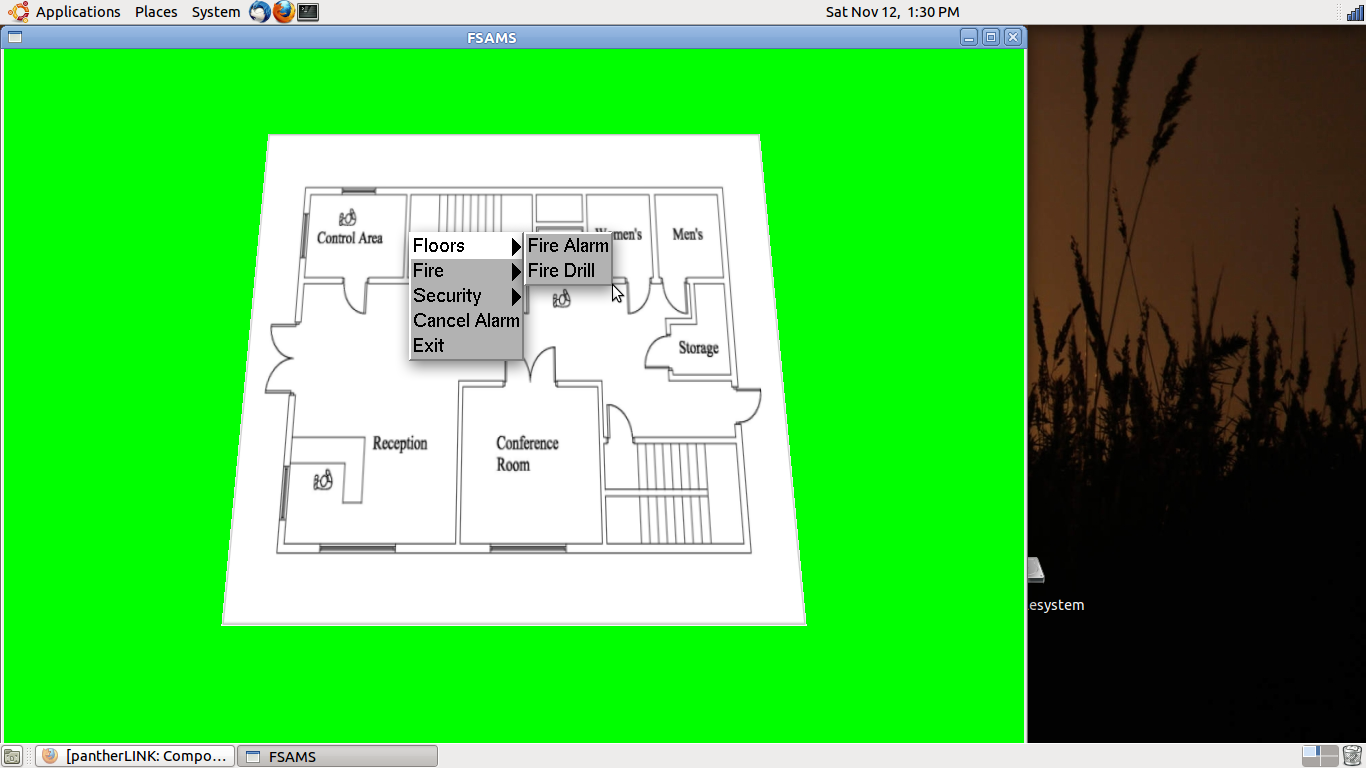 Applications Places System
Sat Nov 12, 1:30 PM
FSAMS
Control Area
Men's
Floors
Fire
Security
Cancel Alarm
Exit
Fire Alarm
Fire Drill
Storage
Reception
Conference
Room
esystem
[pantherLINK: Compo...
FSAMS